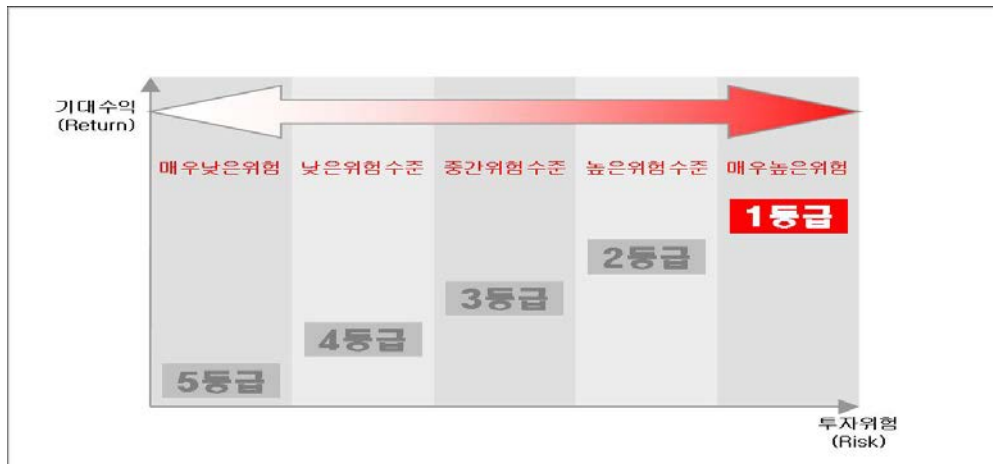 기대수익
(Return)
매우낮은위험 낮은위험수준 중간위험수준 높은위험수준 매우높은위험
1등급
2등급
3등급
4등급
5등급
투자위험
(Risk)